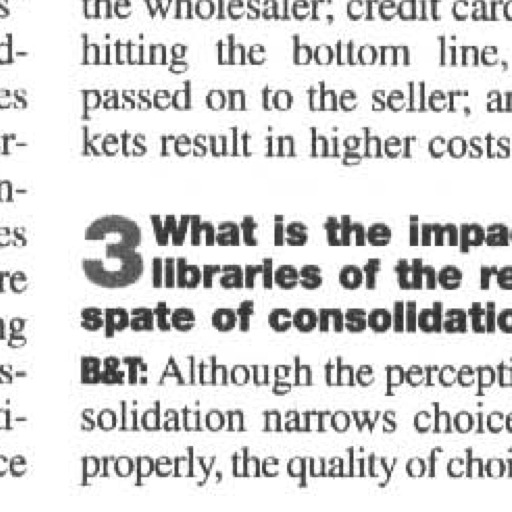 s
d-
es
r-
n-
es
re
ng
s-
i-
ce
the wholesaler; credit card
hitting the bottom line,
passed on to the seller; ar
kets result in higher costs
3 What is the impa
libraries of the re
spate of consolidatio
B&T: Although the percepti
solidation narrows choice
properly, the quality of choi